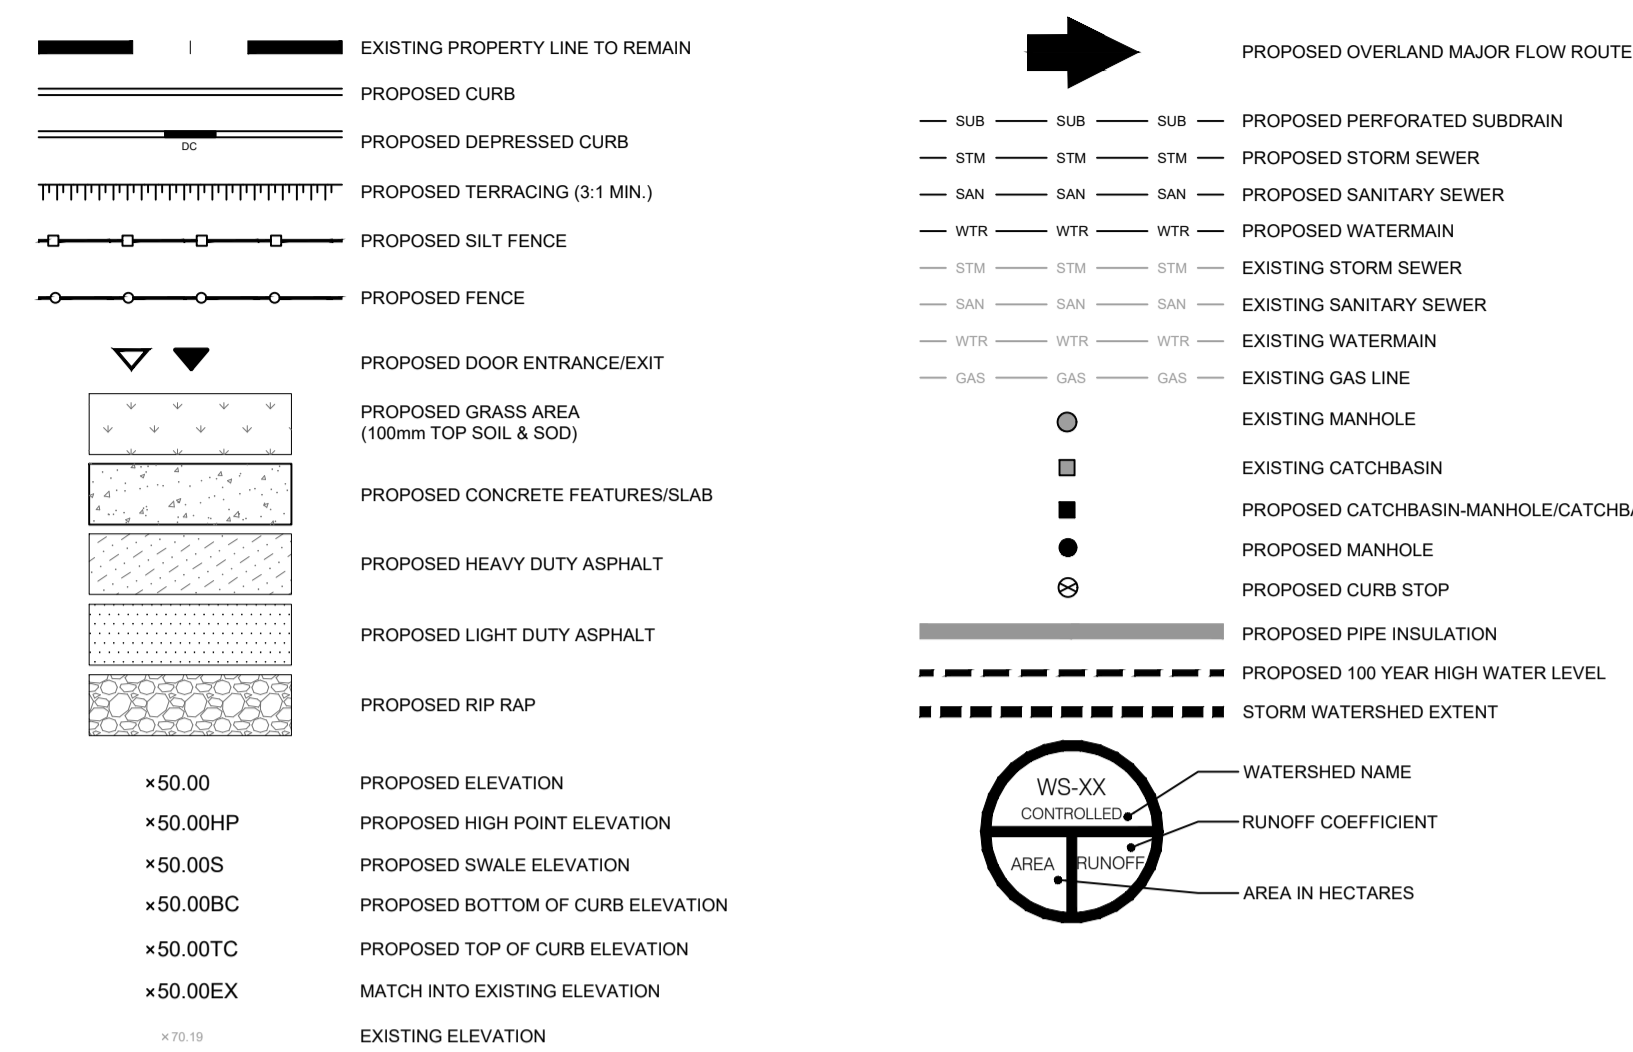 EXISTING PROPERTY LINE TO REMAIN
PROPOSED CURB
DC
PROPOSED DEPRESSED CURB
PROPOSED TERRACING (3:1 MIN.)
PROPOSED SILT FENCE
PROPOSED FENCE
PROPOSED DOOR ENTRANCE/EXIT
PROPOSED GRASS AREA
(100mm TOP SOIL & SOD)
PROPOSED CONCRETE FEATURES/SLAB
PROPOSED HEAVY DUTY ASPHALT
PROPOSED LIGHT DUTY ASPHALT
PROPOSED RIP RAP
×50.00 PROPOSED ELEVATION
×50.00HP PROPOSED HIGH POINT ELEVATION
×50.00S PROPOSED SWALE ELEVATION
×50.00BC PROPOSED BOTTOM OF CURB ELEVATION
×50.00TC PROPOSED TOP OF CURB ELEVATION
×50.00EX MATCH INTO EXISTING ELEVATION
×70.19 EXISTING ELEVATION
PROPOSED OVERLAND MAJOR FLOW ROUTE
SUB SUB SUB PROPOSED PERFORATED SUBDRAIN
STM STM STM PROPOSED STORM SEWER
SAN SAN SAN PROPOSED SANITARY SEWER
WTR WTR WTR PROPOSED WATERMAIN
STM STM STM EXISTING STORM SEWER
SAN SAN SAN EXISTING SANITARY SEWER
WTR WTR WTR EXISTING WATERMAIN
GAS GAS GAS EXISTING GAS LINE
EXISTING MANHOLE
EXISTING CATCHBASIN
PROPOSED CATCHBASIN-MANHOLE/CATCHBA
PROPOSED MANHOLE
PROPOSED CURB STOP
PROPOSED PIPE INSULATION
PROPOSED 100 YEAR HIGH WATER LEVEL
STORM WATERSHED EXTENT
WS-XX
CONTROLLED
AREA RUNOFF
WATERSHED NAME
RUNOFF COEFFICIENT
AREA IN HECTARES